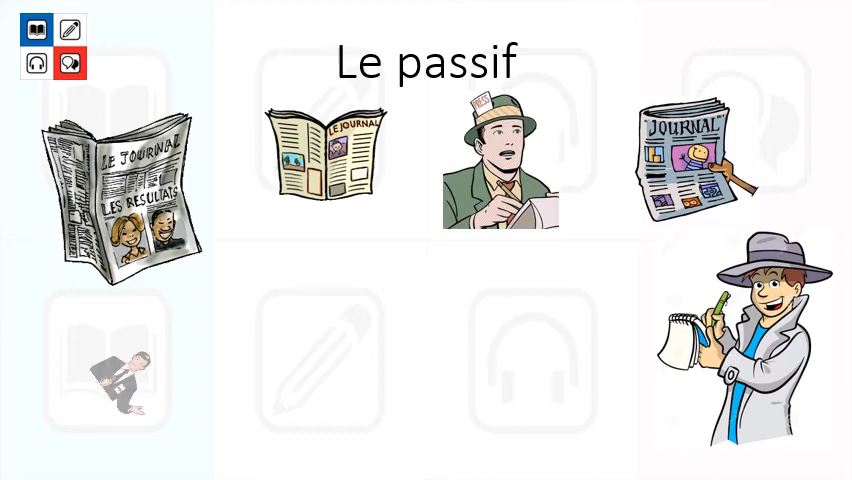 Le passif
LE JOURNAL
LES RESULTATS
LE JOURNAL
PRESS
JOURNAL